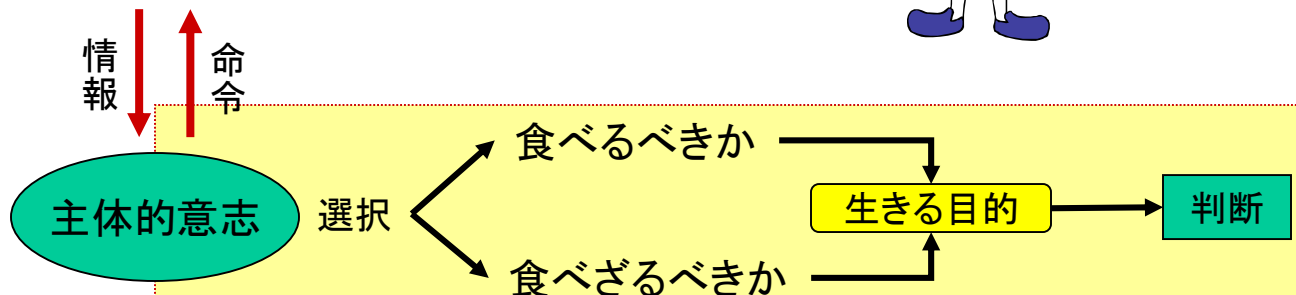 情報
命令
食べるべきか
主体的意志
選択
生きる目的
判断
食べざるべきか